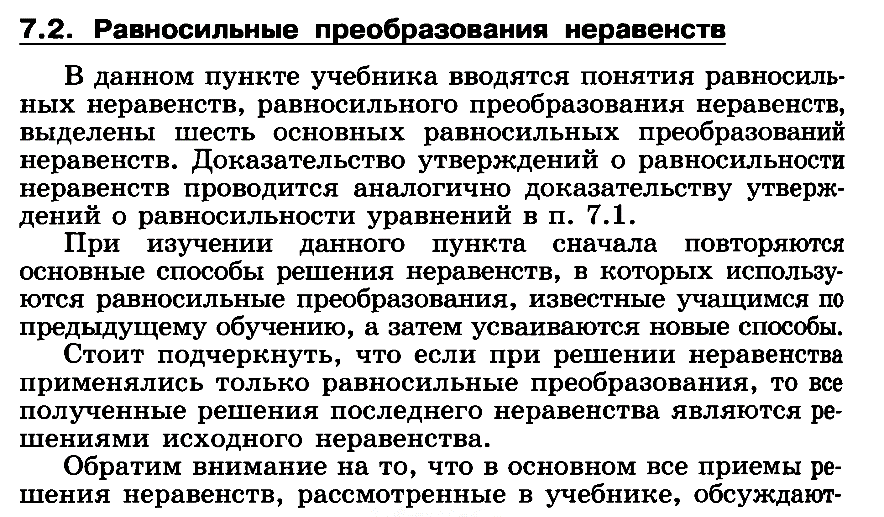 7.2. Равносильные преобразования неравенств
В данном пункте учебника вводятся понятия равносиль-
ных неравенств, равносильного преобразования неравенств,
выделены шесть основных равносильных преобразований
неравенств. Доказательство утверждений о равносильности
неравенств проводится аналогично доказательству утверж-
дений о равносильности уравнений в п. 7.1.
При изучении данного пункта сначала повторяются
основные способы решения неравенств, в которых использу-
ются равносильные преобразования, известные учащимся по
предыдущему обучению, а затем усваиваются новые способы.
Стоит подчеркнуть, что если при решении неравенства
применялись только равносильные преобразования, то все
полученные решения последнего неравенства являются ре-
шениями исходного неравенства.
Обратим внимание на то, что в основном все приемы ре-
шения неравенств, рассмотренные в учебнике, обсуждают-